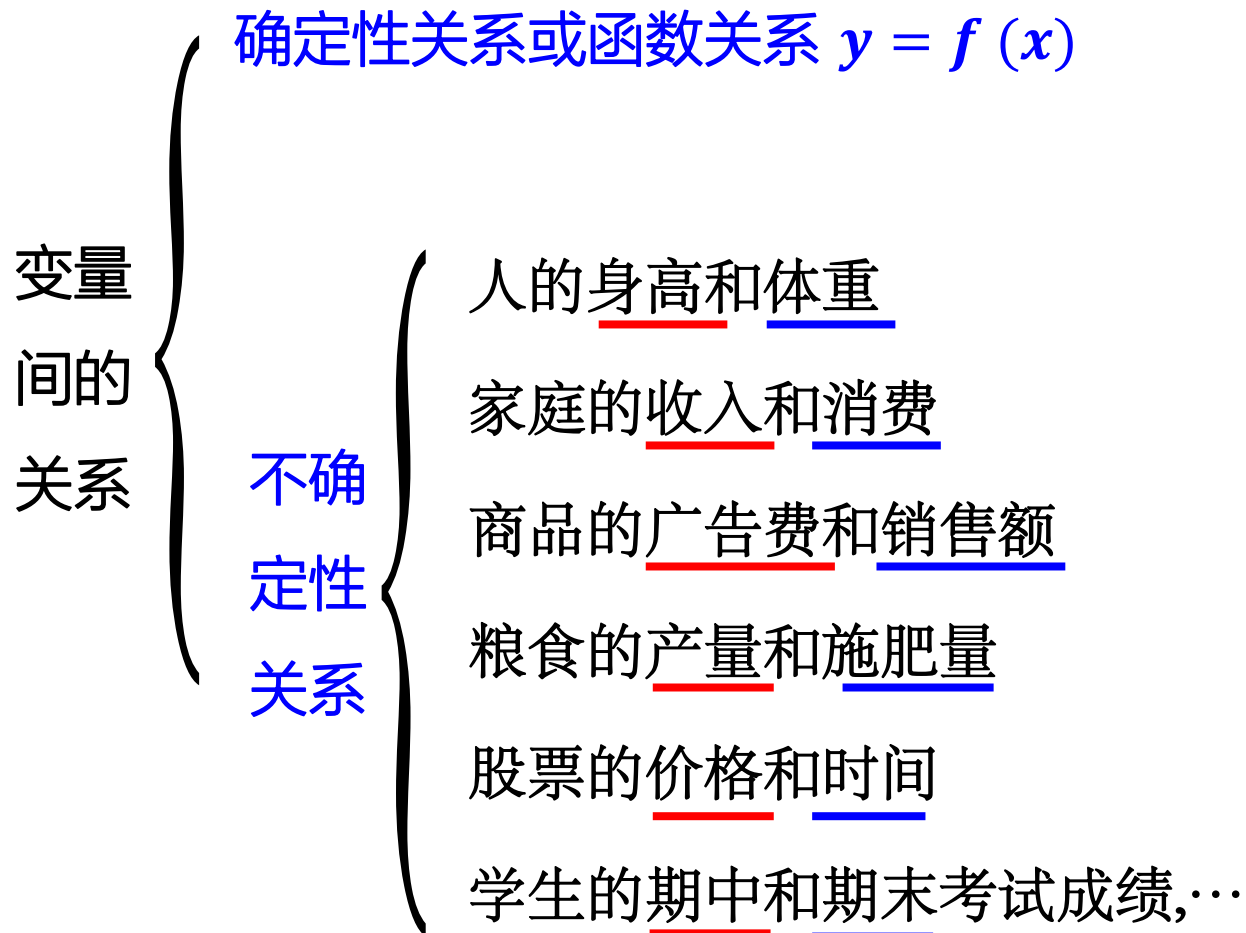 确定性关系或函数关系 y = f (x)
变量
间的
关系
不确
定性
关系
人的身高和体重
家庭的收入和消费
商品的广告费和销售额
粮食的产量和施肥量
股票的价格和时间
学生的期中和期末考试成绩,…